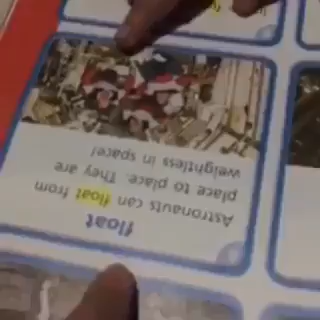 float
Astronauts can float from
place to place. They are
weightless in space!